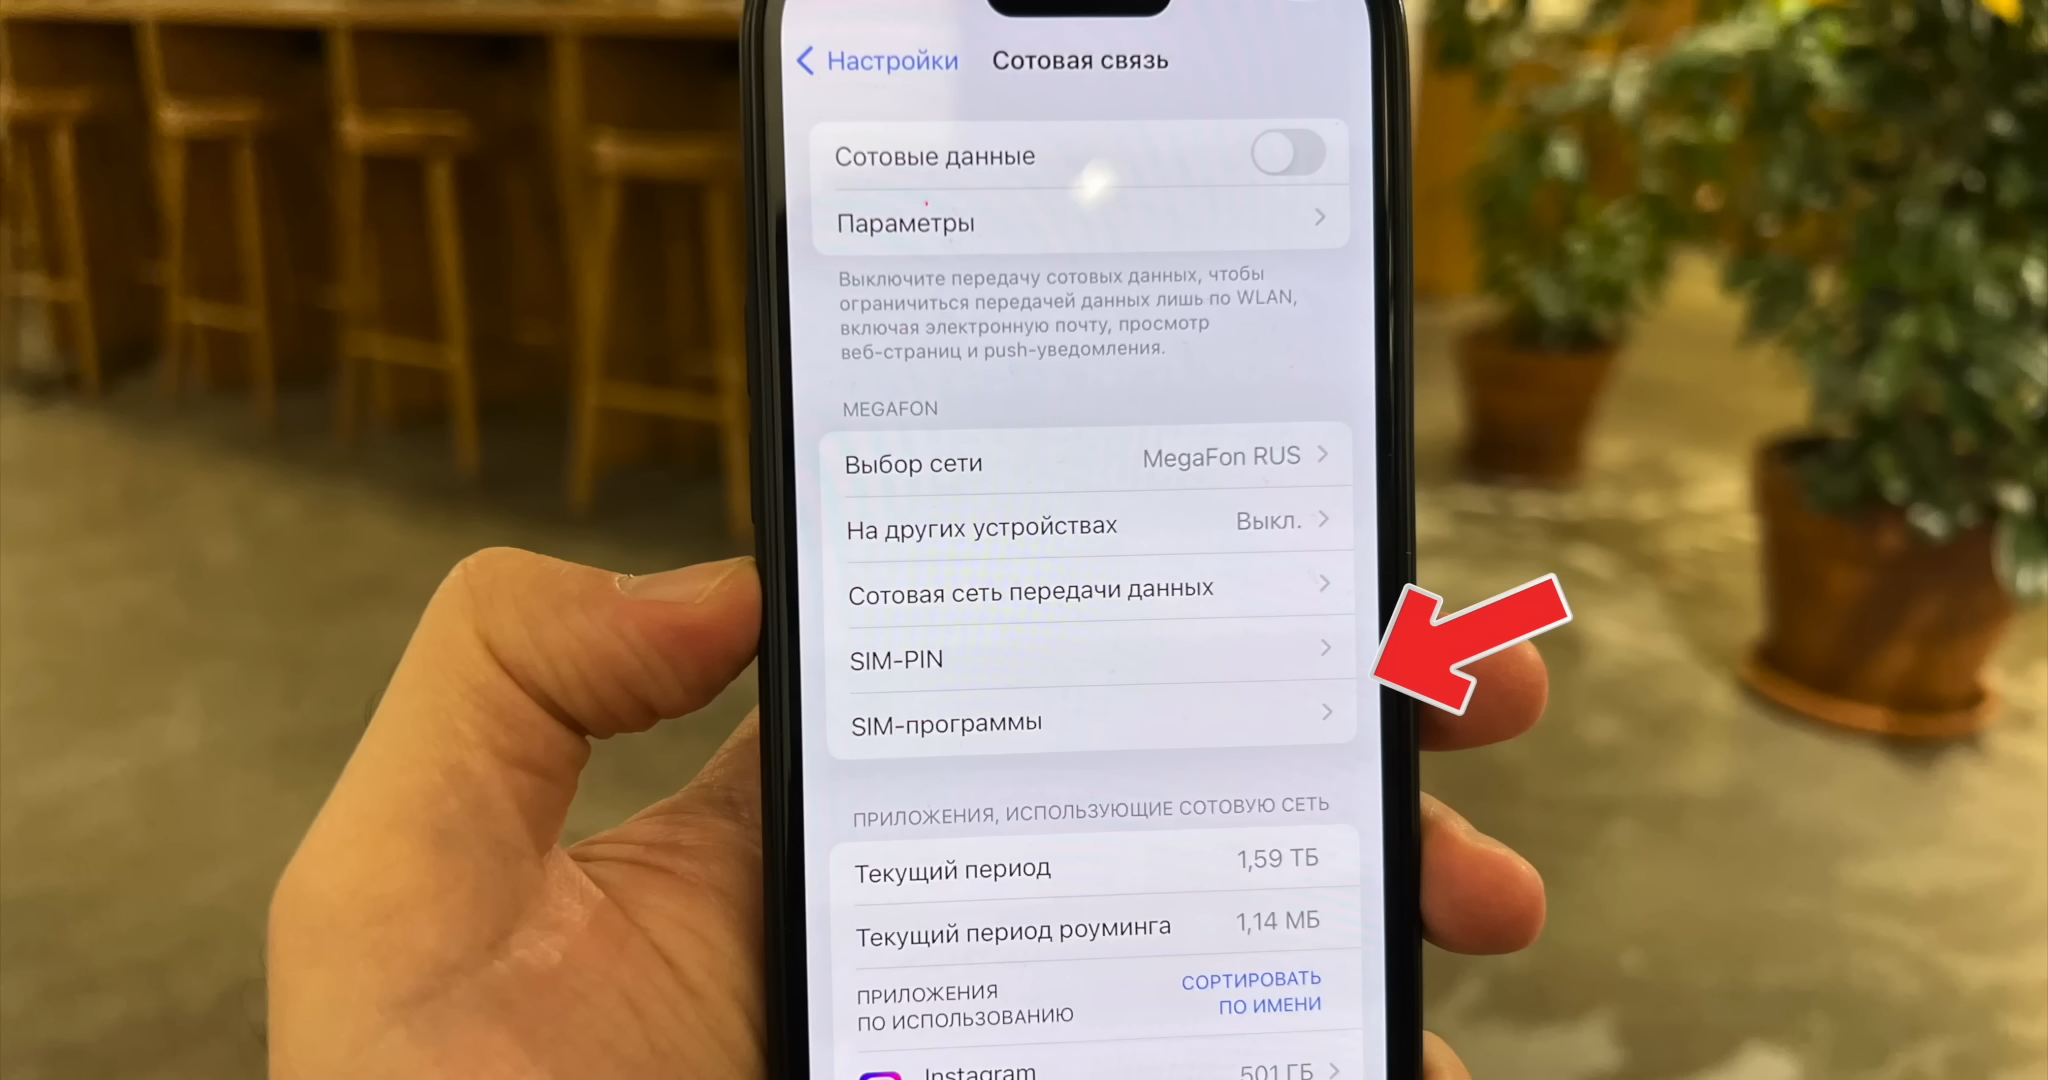 Настройки
Сотовая связь
Сотовые данные
Параметры
Выключите передачу сотовых данных, чтобы
ограничиться передачей данных лишь по WLAN,
включая электронную почту, просмотр
веб-страниц и push-уведомления.
MEGAFON
Выбор сети MegaFon RUS
На других устройствах Выкл.
Сотовая сеть передачи данных
SIM-PIN
SIM-программы
ПРИЛОЖЕНИЯ, ИСПОЛЬЗУЮЩИЕ СОТОВУЮ СЕТЬ
Текущий период 1,59 ТБ
Текущий период роуминга 1,14 МБ
ПРИЛОЖЕНИЯ
ПО ИСПОЛЬЗОВАНИЮ
СОРТИРОВАТЬ
ПО ИМЕНИ
Instagram 501 ГБ